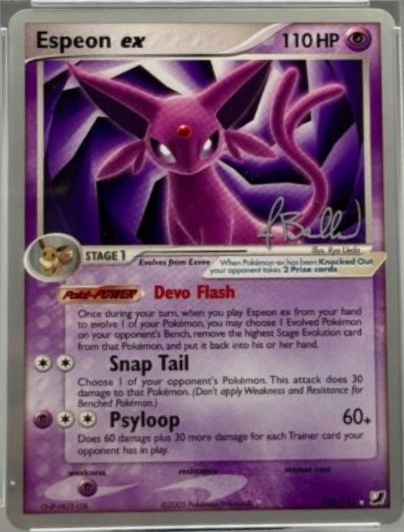 Espeon ex 110 HP
Illus. Ryo Ueda
STAGE 1 Evolves from Eevee
When Pokémon-ex has been Knocked Out,
your opponent takes 2 Prize cards.
Poké-POWER Devo Flash
Once during your turn, when you play Espeon ex from your hand
to evolve 1 of your Pokémon, you may choose 1 Evolved Pokémon
on your opponent's Bench, remove the highest Stage Evolution card
from that Pokémon, and put it back into his or her hand.
Snap Tail
Choose 1 of your opponent's Pokémon. This attack does 30
damage to that Pokémon. (Don't apply Weakness and Resistance for
Benched Pokémon.)
Psyloop 60+
Does 60 damage plus 30 more damage for each Trainer card your
opponent has in play.
weakness resistance retreat cost
©2005 Pokémon/Nintendo